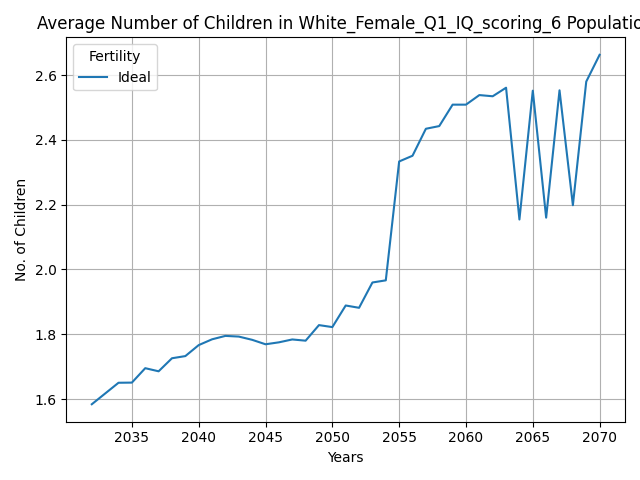 Average Number of Children in White_Female_Q1_IQ_scoring_6 Populatio
Fertility
Ideal
No. of Children
2.6
2.4
2.2
2.0
1.8
1.6
2035 2040 2045 2050 2055 2060 2065 2070
Years